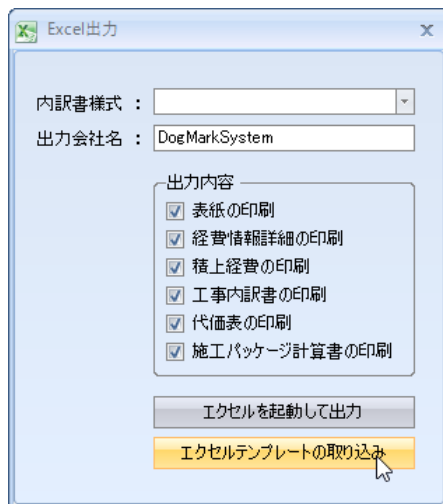 Excel出力
内訳書様式 :
出力会社名 : DogMarkSystem
出力内容
表紙の印刷
経費情報詳細の印刷
積上経費の印刷
工事内訳書の印刷
代価表の印刷
施工パッケージ計算書の印刷
エクセルを起動して出力
エクセルテンプレートの取り込み